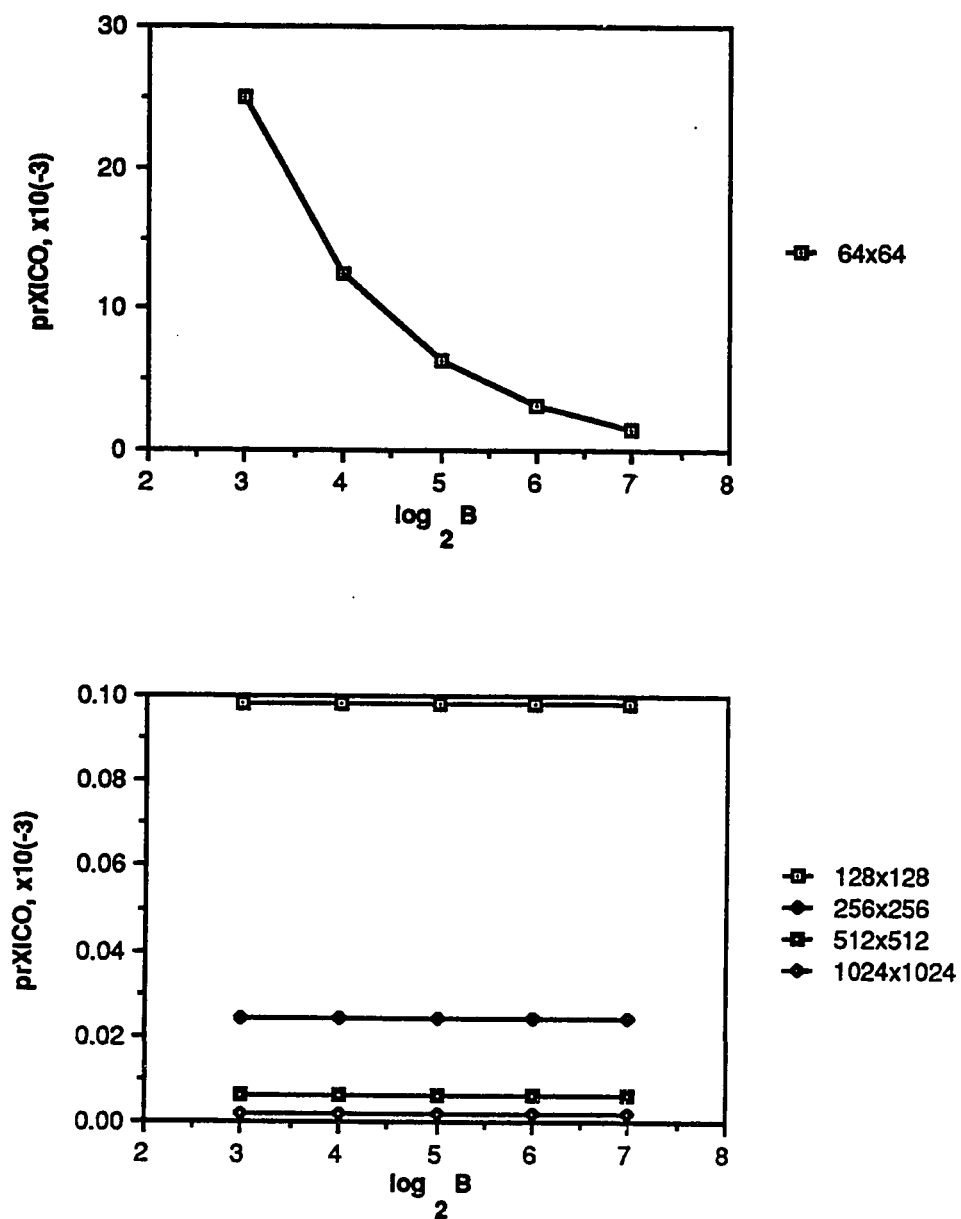 30
20
10
0
prXICO, x10(-3)
2 3 4 5 6 7 8
log 2 B
64x64
0.10
0.08
0.06
0.04
0.02
0.00
prXICO, x10(-3)
2 3 4 5 6 7 8
log 2 B
128x128
256x256
512x512
1024x1024